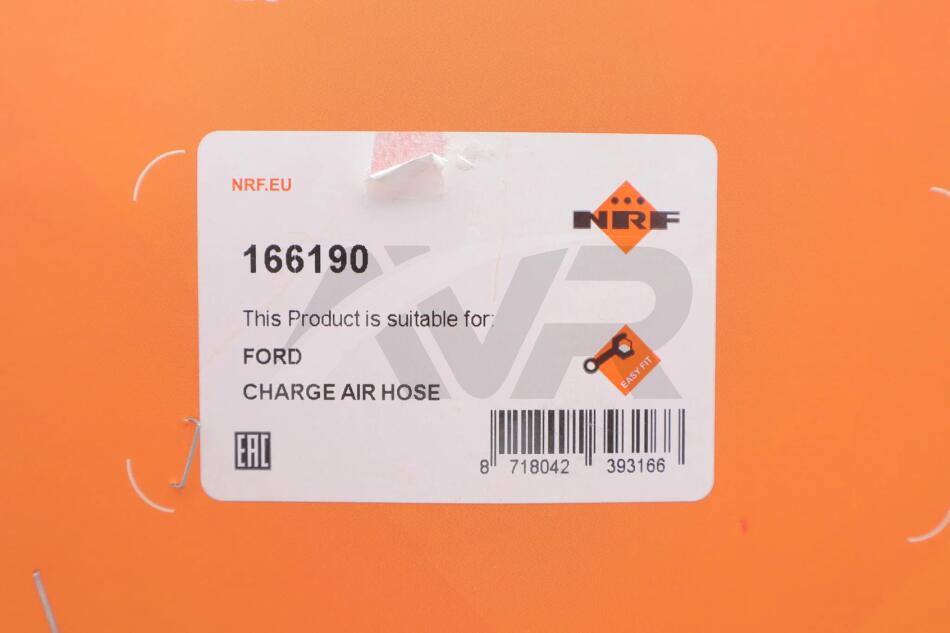 NRF.EU
NRF
166190
This Product is suitable for:
FORD
CHARGE AIR HOSE
EASY FIT
EAC
8 718042 393166